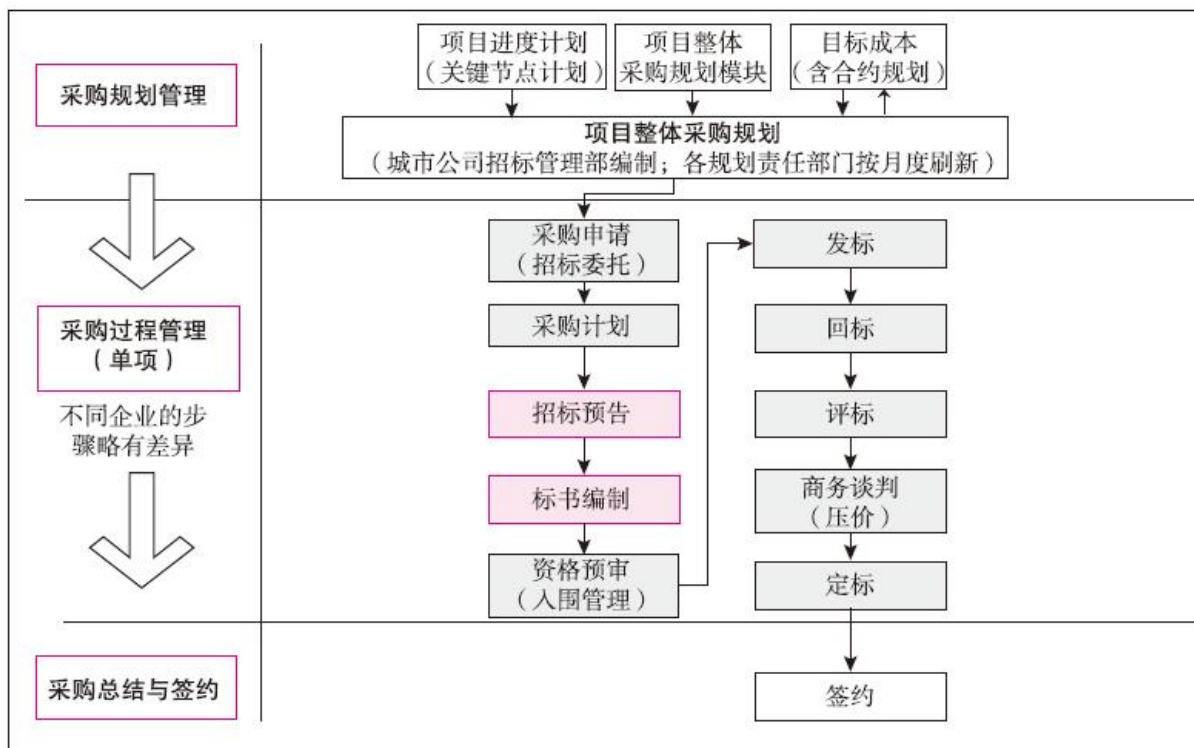 项目进度计划
（关键节点计划）
项目整体
采购规划模块
目标成本
（含合约规划）
采购规划管理
项目整体采购规划
（城市公司招标管理部编制；各规划责任部门按月度刷新）
采购过程管理
（单项）
不同企业的步
骤略有差异
采购申请
（招标委托）
采购计划
招标预告
标书编制
资格预审
（入围管理）
发标
回标
评标
商务谈判
（压价）
定标
采购总结与签约
签约